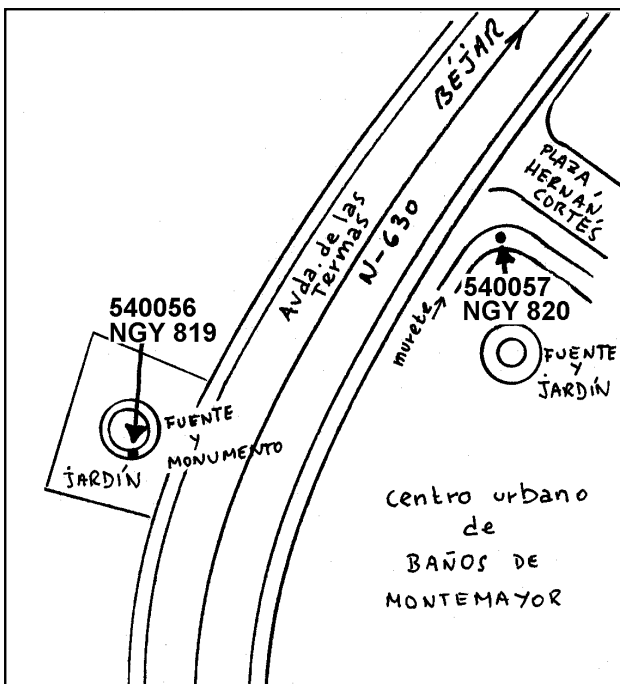 BÉJAR
PLAZA
HERNÁN
CORTÉS
Avda. de las
Termas
N-630
540057
NGY 820
murete
540056
NGY 819
FUENTE
Y
JARDÍN
FUENTE
Y
MONUMENTO
JARDÍN
Centro urbano
de
BAÑOS DE
MONTEMAYOR